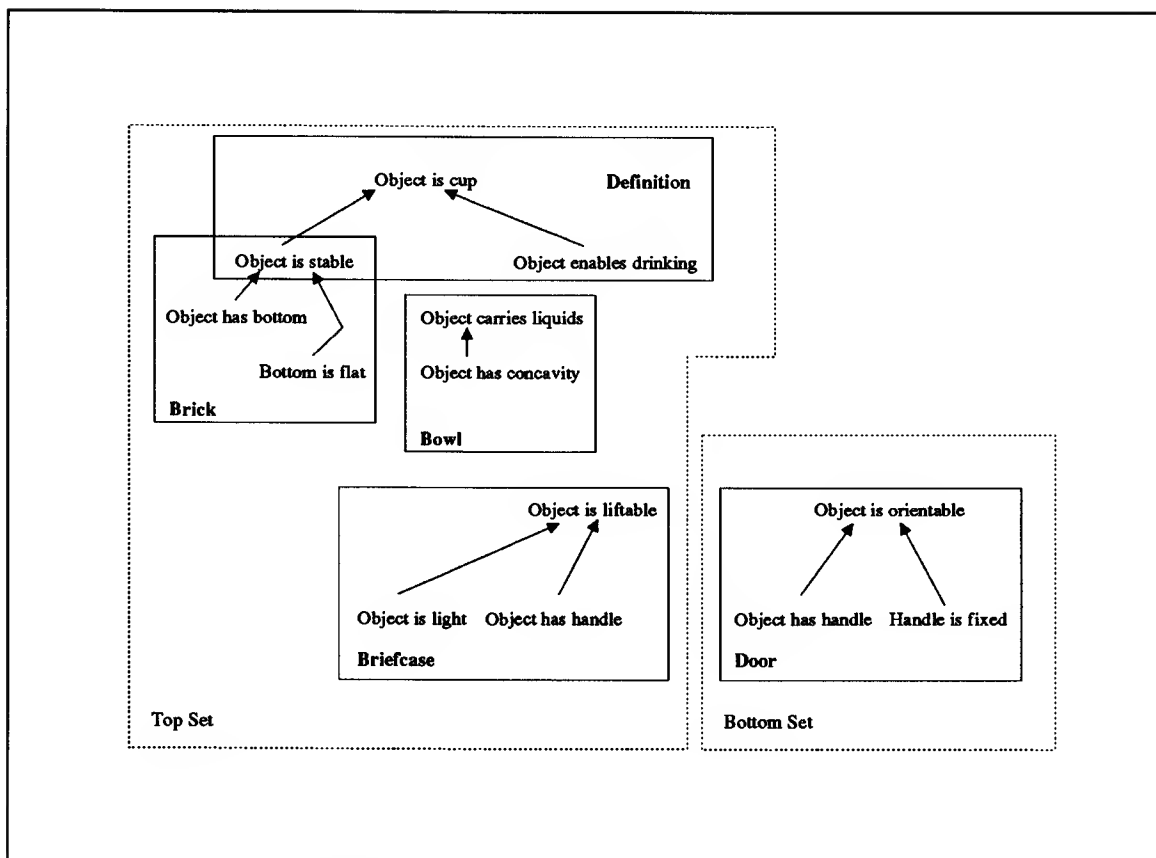 Object is cup
Definition
Object is stable
Object enables drinking
Object has bottom
Bottom is flat
Brick
Object carries liquids
Object has concavity
Bowl
Object is liftable
Object is light
Object has handle
Briefcase
Object is orientable
Object has handle
Handle is fixed
Door
Top Set
Bottom Set